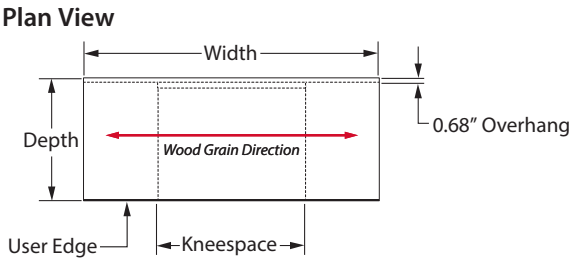 Plan View
Width
Depth
0.68" Overhang
Wood Grain Direction
User Edge
Kneespace